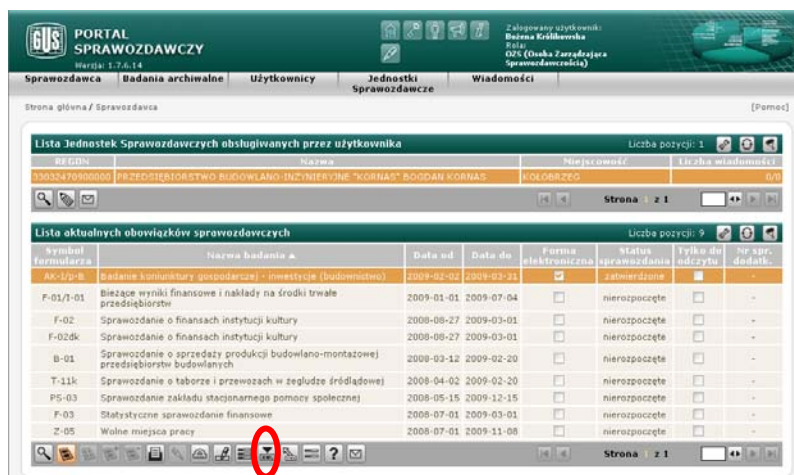 GUS PORTAL SPRAWOZDAWCZY
Wersja: 1.7.6.14
Zalogowany użytkownik:
Bożena Królikowska
Rola:
OZS (Osoba Zarządzająca
Sprawozdawczością)
Sprawozdawca Badania archiwalne Użytkownicy Jednostki Sprawozdawcze Wiadomości
Strona główna / Sprawozdawca [Pomoc]
Lista Jednostek Sprawozdawczych obsługiwanych przez użytkownika Liczba pozycji: 1
REGON Nazwa Miejscowość Liczba wiadomości
33032470900000 PRZEDSIĘBIORSTWO BUDOWLANO-INŻYNIERYJNE "KORNAS" BOGDAN KORNAS KOŁOBRZEG 0/0
Strona 1 z 1
Lista aktualnych obowiązków sprawozdawczych Liczba pozycji: 9
Symbol formularza Nazwa badania Data od Data do Forma elektroniczna Status sprawozdania Tylko do odczytu Nr spr. dodatk.
AK-I/p-B Badanie koniunktury gospodarczej - inwestycje (budownictwo) 2009-02-02 2009-03-31 zatwierdzone -
F-01/I-01 Bieżące wyniki finansowe i nakłady na środki trwałe przedsiębiorstw 2009-01-01 2009-07-04 nierozpoczęte -
F-02 Sprawozdanie o finansach instytucji kultury 2008-08-27 2009-03-01 nierozpoczęte -
F-02dk Sprawozdanie o finansach instytucji kultury 2008-08-27 2009-03-01 nierozpoczęte -
B-01 Sprawozdanie o sprzedaży produkcji budowlano-montażowej przedsiębiorstw budowlanych 2008-03-12 2009-02-20 nierozpoczęte -
T-11k Sprawozdanie o taborze i przewozach w żegludze śródlądowej 2008-04-02 2009-02-20 nierozpoczęte -
PS-03 Sprawozdanie zakładu stacjonarnego pomocy społecznej 2008-05-15 2009-12-15 nierozpoczęte -
F-03 Statystyczne sprawozdanie finansowe 2008-07-01 2009-03-01 nierozpoczęte -
Z-05 Wolne miejsca pracy 2008-07-01 2009-11-08 nierozpoczęte -
Strona 1 z 1